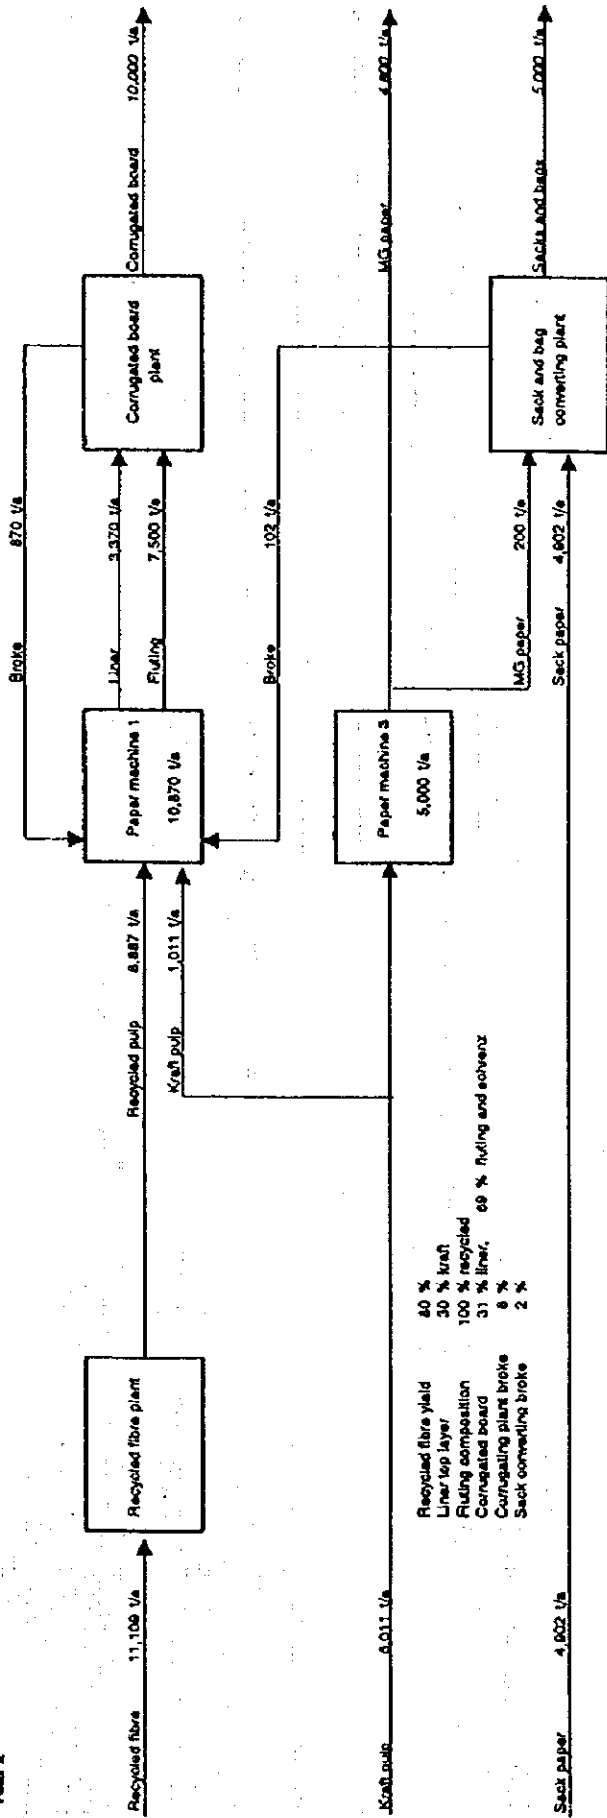 Recycled fibre 11,109 t/a
Recycled fibre plant
Recycled pulp 8,887 t/a
Kraft pulp 1,011 t/a
Broke 870 t/a
Paper machine 1
10,870 t/a
Liner 3,370 t/a
Fluting 7,500 t/a
Corrugated board
plant
Corrugated board 10,000 t/a
Broke 102 t/a
Kraft pulp 6,011 t/a
Paper machine 3
5,000 t/a
MG paper 4,800 t/a
MG paper 200 t/a
Sack paper 4,902 t/a
Sack and bag
converting plant
Sacks and bags 5,000 t/a
Recycled fibre yield 80 %
Liner top layer 30 % kraft
Fluting composition 100 % recycled
Corrugated board 31 % liner, 69 % fluting and schrenz
Corrugating plant broke 8 %
Sack converting broke 2 %
Sack paper 4,902 t/a